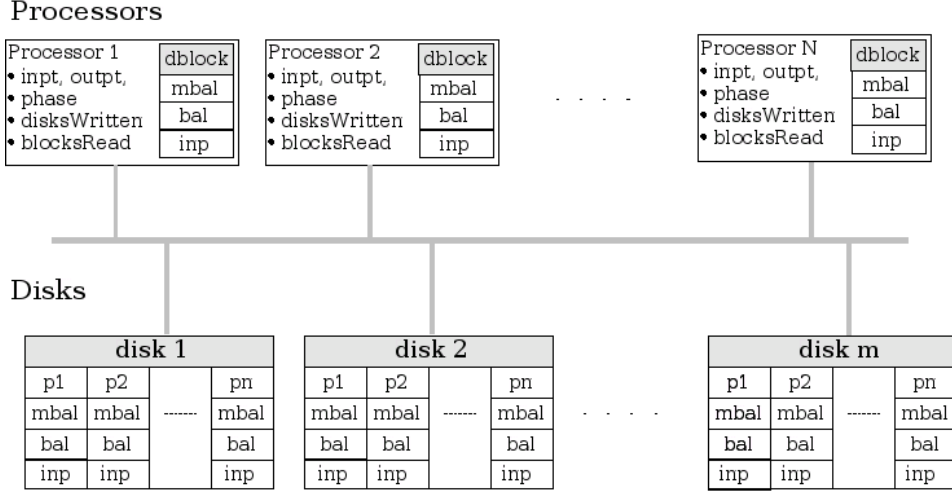 Processors
Processor 1
• inpt, outpt,
• phase
• disksWritten
• blocksRead
dblock
mbal
bal
inp
Processor 2
• inpt, outpt,
• phase
• disksWritten
• blocksRead
dblock
mbal
bal
inp
. . . .
Processor N
• inpt, outpt,
• phase
• disksWritten
• blocksRead
dblock
mbal
bal
inp
Disks
disk 1
p1 p2 pn
mbal mbal ------- mbal
bal bal bal
inp inp inp
disk 2
p1 p2 pn
mbal mbal ------- mbal
bal bal bal
inp inp inp
. . . .
disk m
p1 p2 pn
mbal mbal ------- mbal
bal bal bal
inp inp inp